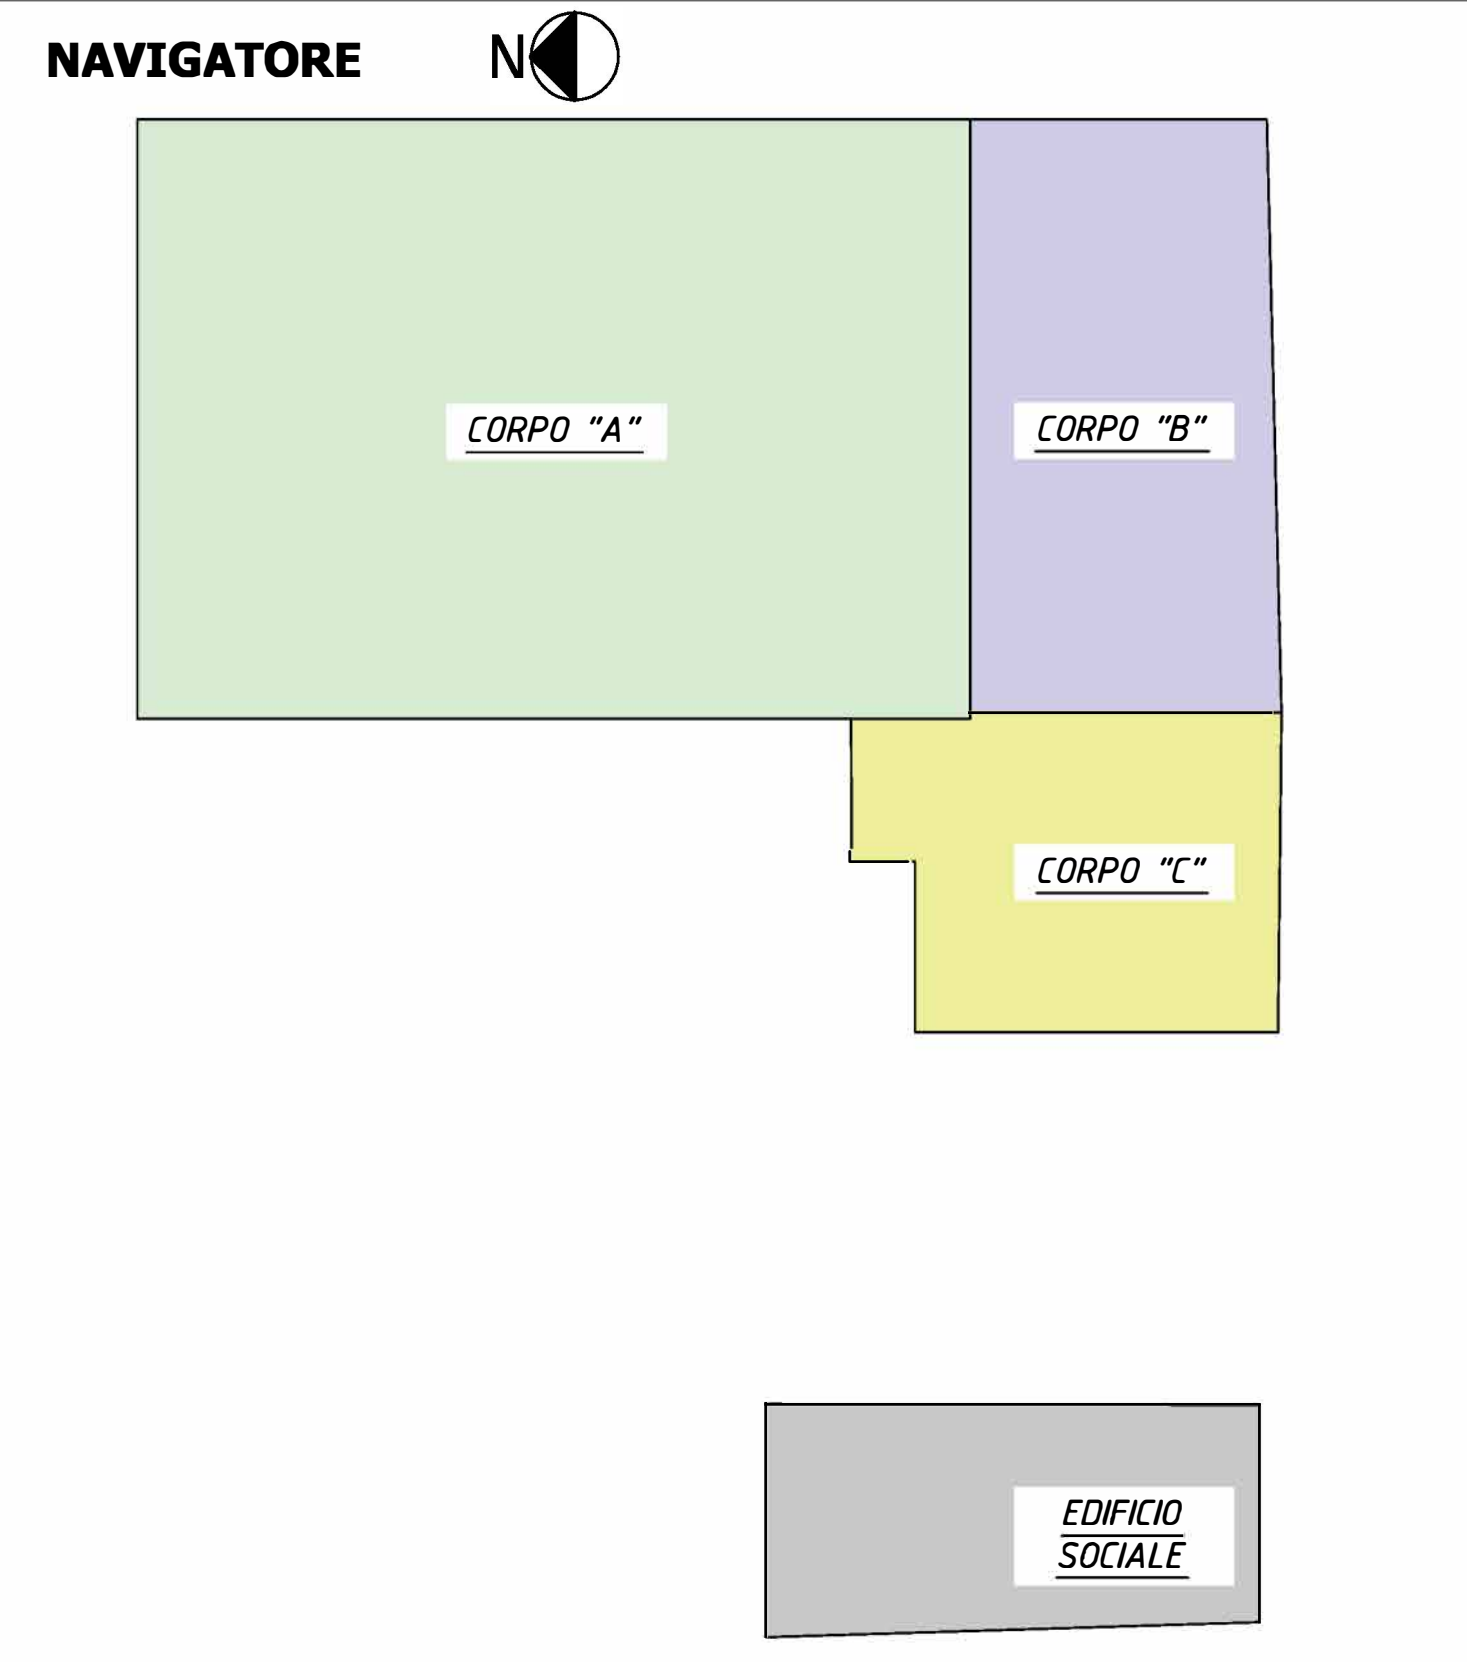 NAVIGATORE
N
CORPO "A"
CORPO "B"
CORPO "C"
EDIFICIO
SOCIALE